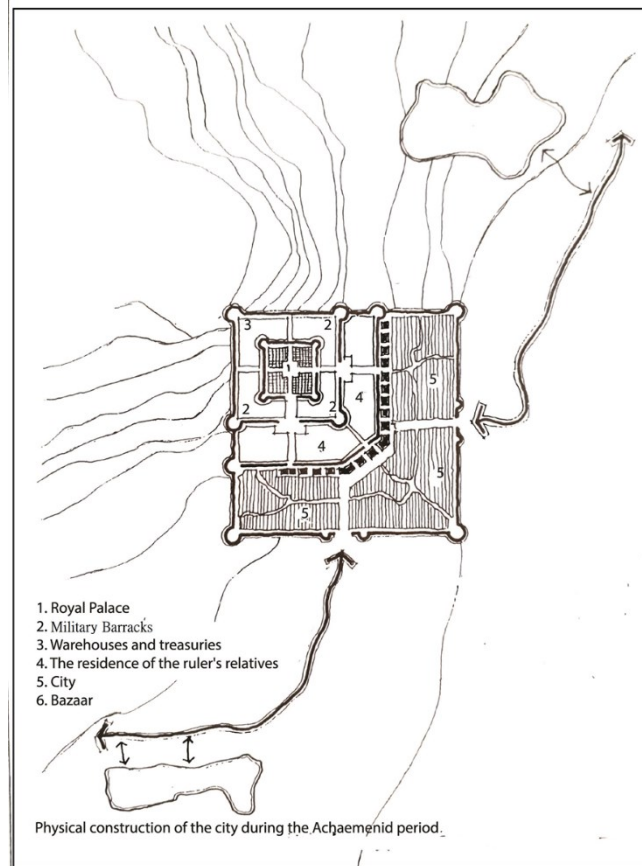 3 2
1
5
2 2 4
4
5
5
1. Royal Palace
2. Military Barracks
3. Warehouses and treasuries
4. The residence of the ruler's relatives
5. City
6. Bazaar
Physical construction of the city during the Achaemenid period.